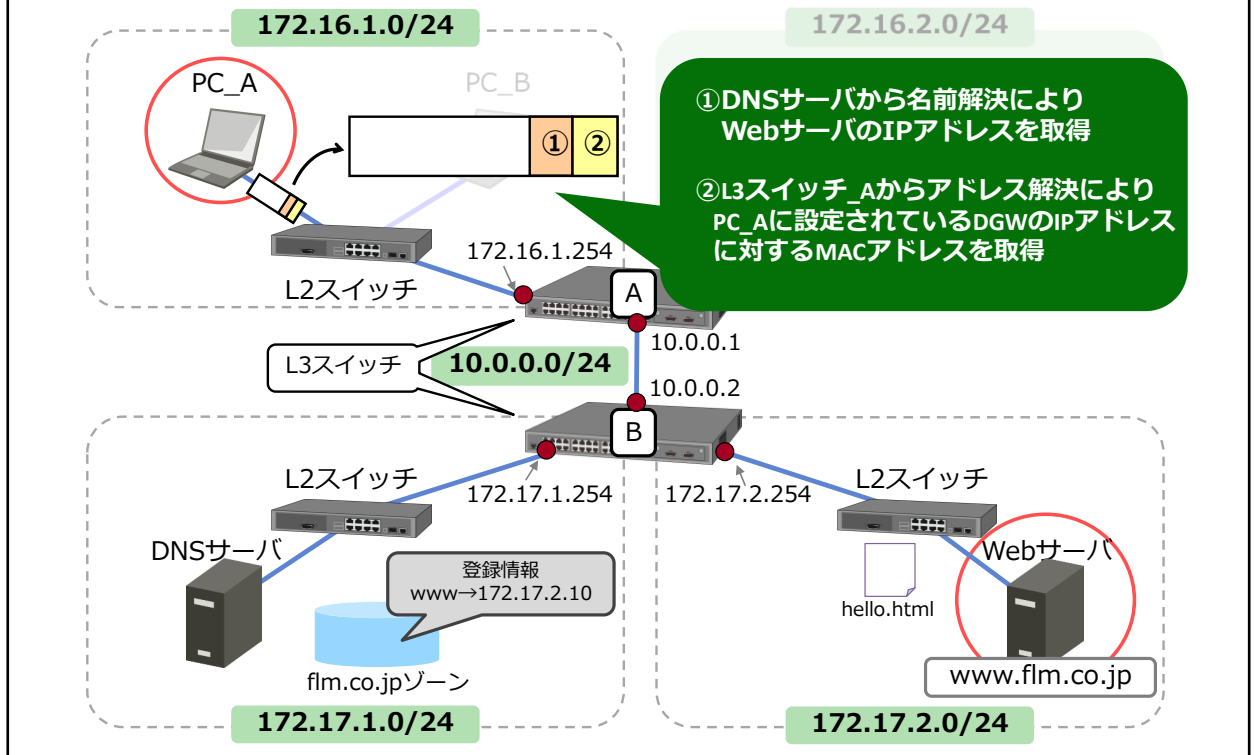 172.16.1.0/24
172.16.2.0/24
PC_A
PC_B
①
②
①DNSサーバから名前解決により
WebサーバのIPアドレスを取得
②L3スイッチ_Aからアドレス解決により
PC_Aに設定されているDGWのIPアドレス
に対するMACアドレスを取得
172.16.1.254
L2スイッチ
A
10.0.0.1
L3スイッチ
10.0.0.0/24
10.0.0.2
B
L2スイッチ
172.17.1.254
172.17.2.254
L2スイッチ
DNSサーバ
登録情報
www→172.17.2.10
Webサーバ
hello.html
flm.co.jpゾーン
www.flm.co.jp
172.17.1.0/24
172.17.2.0/24